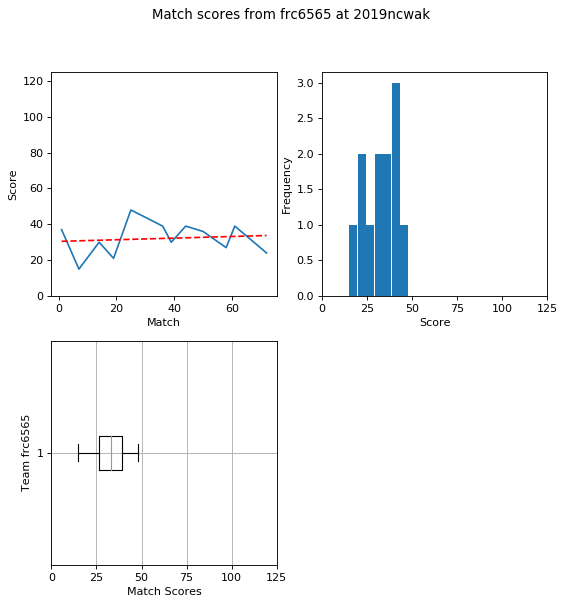 Match scores from frc6565 at 2019ncwak
120
100
80
60
40
20
0
Score
0 20 40 60
Match
3.0
2.5
2.0
1.5
1.0
0.5
0.0
Frequency
0 25 50 75 100 125
Score
1
Team frc6565
0 25 50 75 100 125
Match Scores